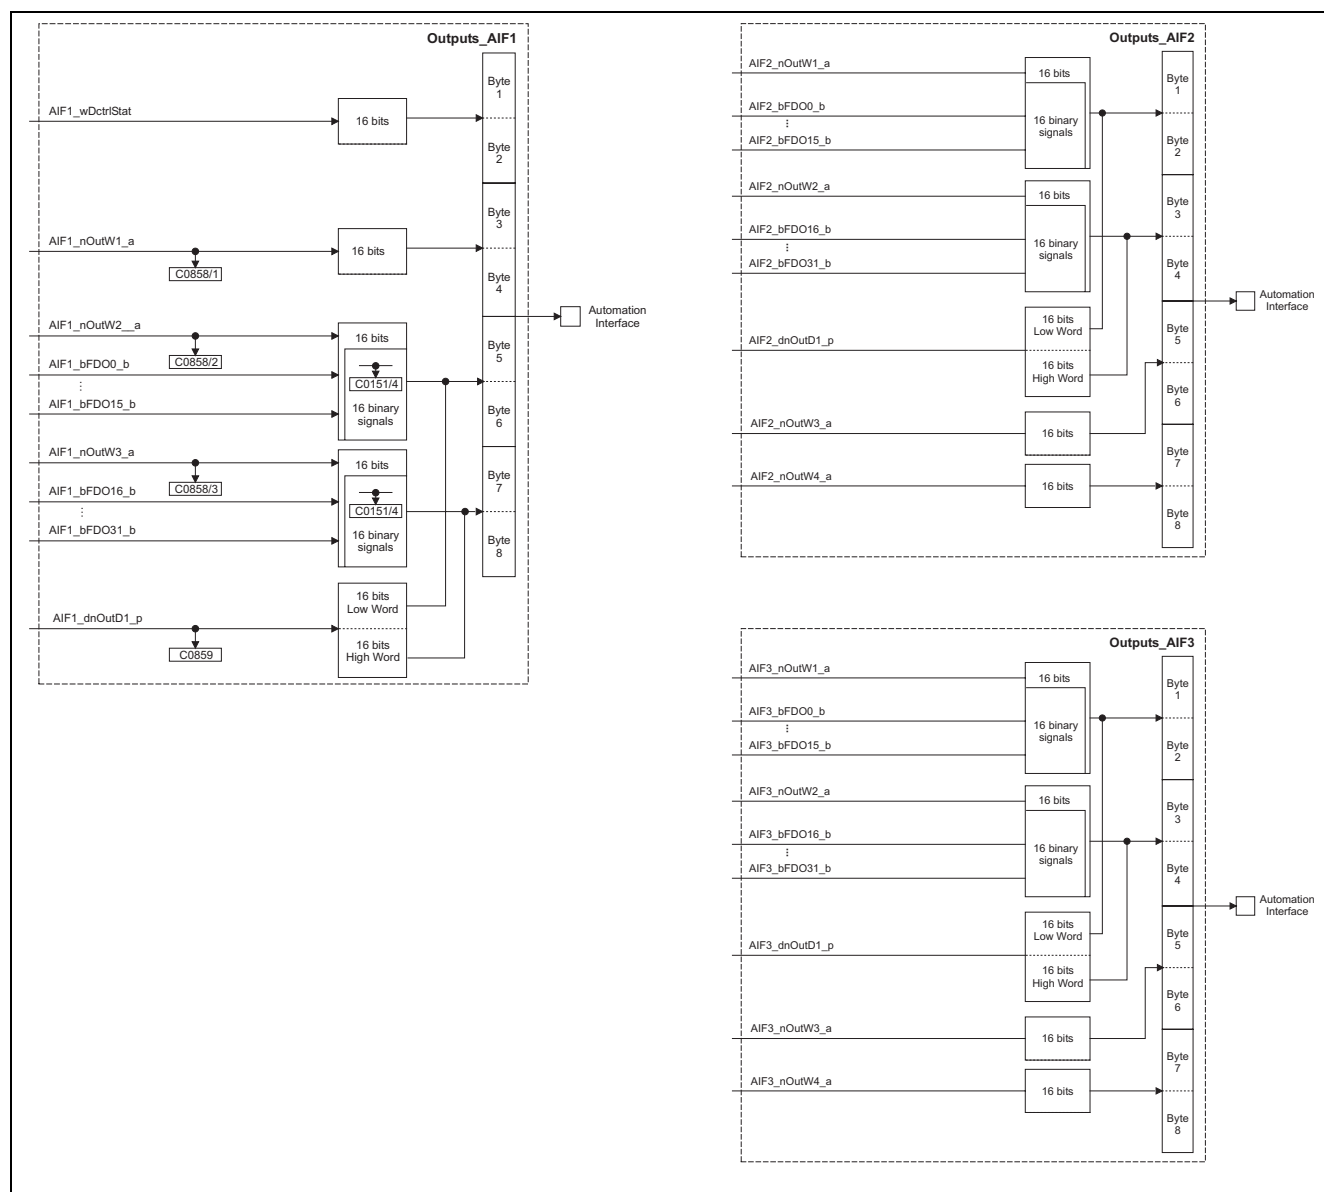 Outputs_AIF1
AIF1_wDctrlStat
16 bits
Byte
1
Byte
2
AIF1_nOutW1_a
C0858/1
16 bits
Byte
3
Byte
4
AIF1_nOutW2__a
C0858/2
AIF1_bFDO0_b
⋮
AIF1_bFDO15_b
16 bits
C0151/4
16 binary
signals
Byte
5
Byte
6
Automation
Interface
AIF1_nOutW3_a
C0858/3
AIF1_bFDO16_b
⋮
AIF1_bFDO31_b
16 bits
C0151/4
16 binary
signals
Byte
7
Byte
8
AIF1_dnOutD1_p
C0859
16 bits
Low Word
16 bits
High Word
Outputs_AIF2
AIF2_nOutW1_a
AIF2_bFDO0_b
⋮
AIF2_bFDO15_b
16 bits
16 binary
signals
Byte
1
Byte
2
AIF2_nOutW2_a
AIF2_bFDO16_b
⋮
AIF2_bFDO31_b
16 bits
16 binary
signals
Byte
3
Byte
4
Automation
Interface
AIF2_dnOutD1_p
16 bits
Low Word
16 bits
High Word
Byte
5
Byte
6
AIF2_nOutW3_a
16 bits
AIF2_nOutW4_a
16 bits
Byte
7
Byte
8
Outputs_AIF3
AIF3_nOutW1_a
AIF3_bFDO0_b
⋮
AIF3_bFDO15_b
16 bits
16 binary
signals
Byte
1
Byte
2
AIF3_nOutW2_a
AIF3_bFDO16_b
⋮
AIF3_bFDO31_b
16 bits
16 binary
signals
Byte
3
Byte
4
Automation
Interface
AIF3_dnOutD1_p
16 bits
Low Word
16 bits
High Word
Byte
5
Byte
6
AIF3_nOutW3_a
16 bits
AIF3_nOutW4_a
16 bits
Byte
7
Byte
8